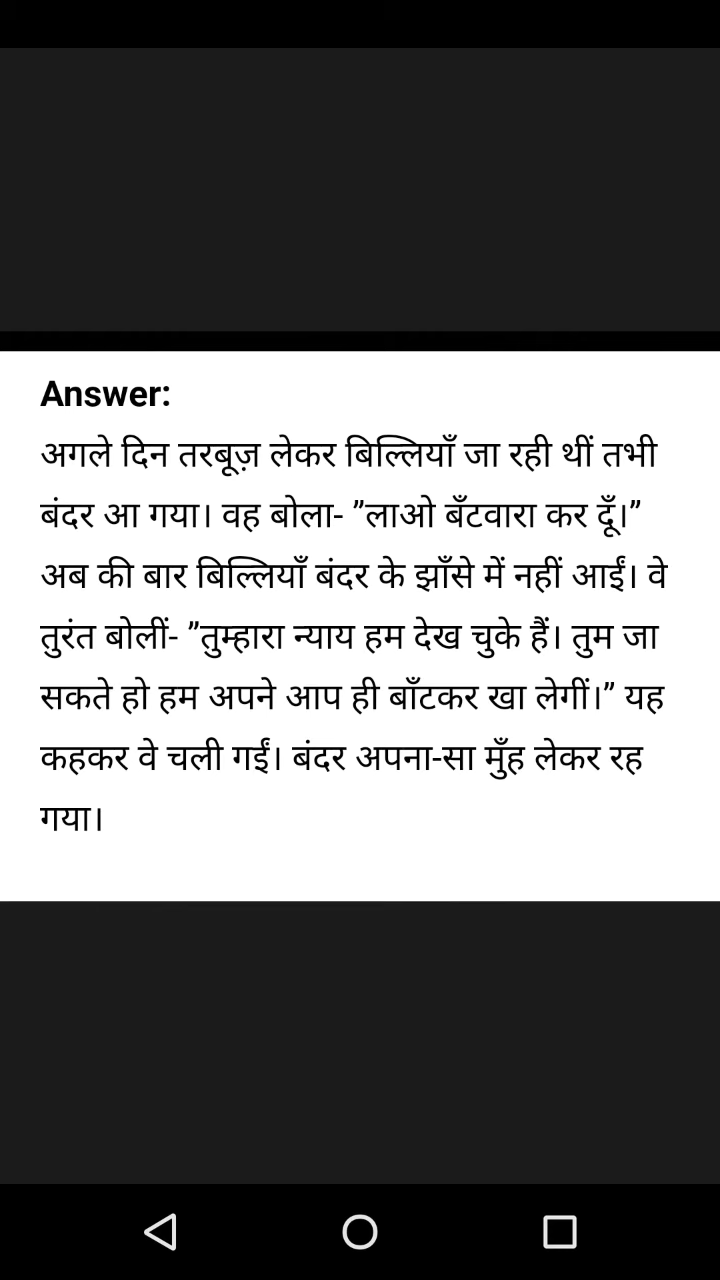 Answer:
अगले दिन तरबूज़ लेकर बिल्लियाँ जा रही थीं तभी
बंदर आ गया। वह बोला- ”लाओ बँटवारा कर दूँ।”
अब की बार बिल्लियाँ बंदर के झाँसे में नहीं आईं। वे
तुरंत बोलीं- ”तुम्हारा न्याय हम देख चुके हैं। तुम जा
सकते हो हम अपने आप ही बाँटकर खा लेगीं।” यह
कहकर वे चली गईं। बंदर अपना-सा मुँह लेकर रह
गया।